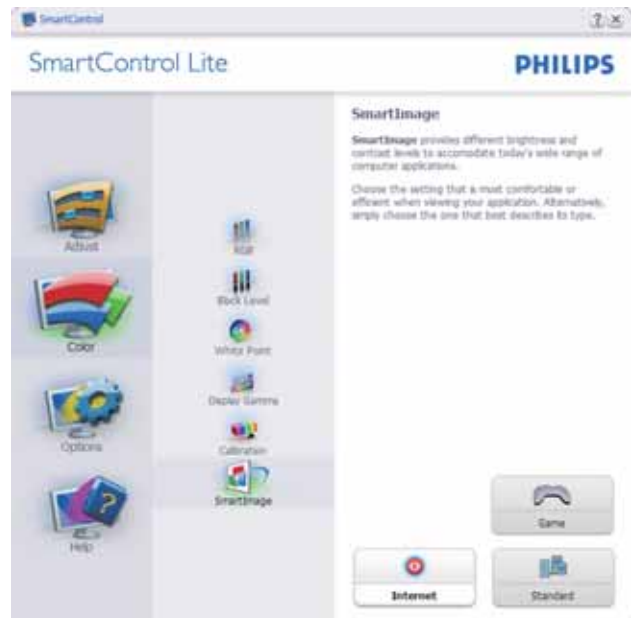 SmartControl
? X
SmartControl Lite
PHILIPS
Adjust
Color
Options
Help
RGB
Black Level
White Point
Display Gamma
Calibration
SmartImage
SmartImage
SmartImage provides different brightness and
contrast levels to accomodate today's wide range of
computer applications.
Choose the setting that is most comfortable or
efficient when viewing your application. Alternatively,
simply choose the one that best describes its type.
Game
Internet
Standard